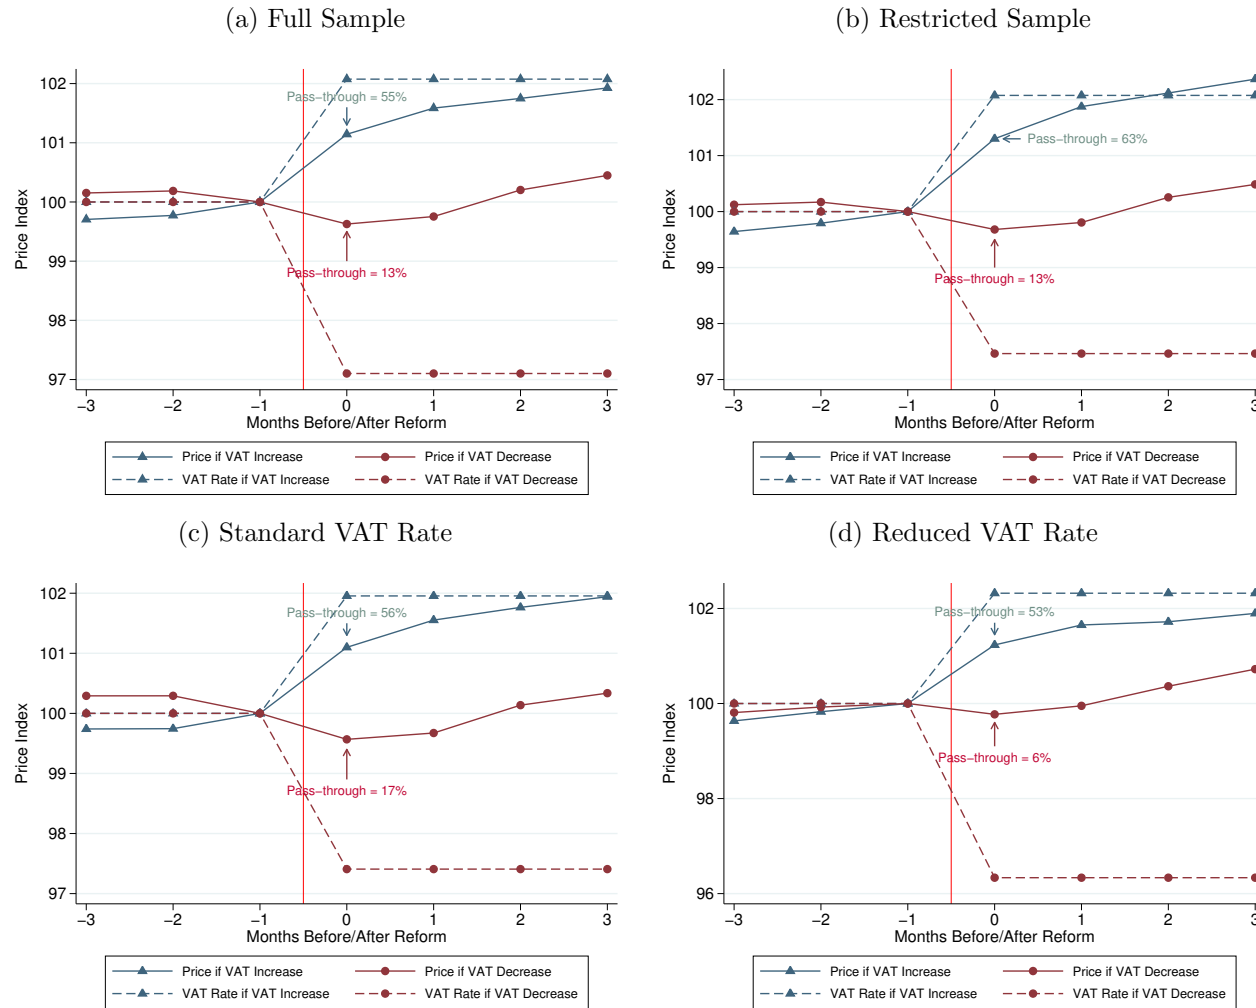 (a) Full Sample
102
101
100
99
98
97
Price Index
Pass−through = 55%
Pass−through = 13%
−3 −2 −1 0 1 2 3
Months Before/After Reform
Price if VAT Increase Price if VAT Decrease
VAT Rate if VAT Increase VAT Rate if VAT Decrease
(b) Restricted Sample
102
101
100
99
98
97
Price Index
Pass−through = 63%
Pass−through = 13%
−3 −2 −1 0 1 2 3
Months Before/After Reform
Price if VAT Increase Price if VAT Decrease
VAT Rate if VAT Increase VAT Rate if VAT Decrease
(c) Standard VAT Rate
102
101
100
99
98
97
Price Index
Pass−through = 56%
Pass−through = 17%
−3 −2 −1 0 1 2 3
Months Before/After Reform
Price if VAT Increase Price if VAT Decrease
VAT Rate if VAT Increase VAT Rate if VAT Decrease
(d) Reduced VAT Rate
102
100
98
96
Price Index
Pass−through = 53%
Pass−through = 6%
−3 −2 −1 0 1 2 3
Months Before/After Reform
Price if VAT Increase Price if VAT Decrease
VAT Rate if VAT Increase VAT Rate if VAT Decrease